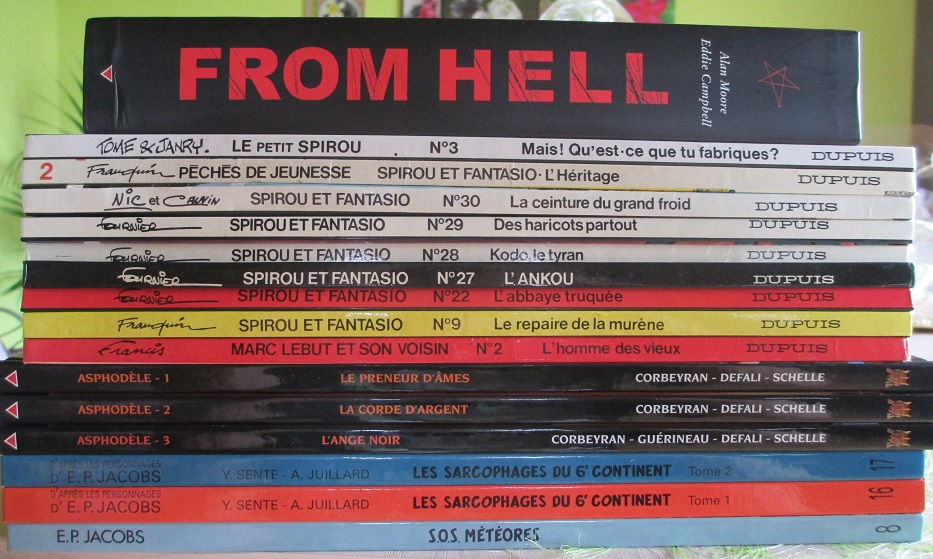 FROM HELL Alan Moore
Eddie Campbell
TOME & JANRY. LE PETIT SPIROU N°3 Mais! Qu'est-ce que tu fabriques? DUPUIS
2 Franquin PÉCHÉS DE JEUNESSE SPIROU ET FANTASIO · L'Héritage DUPUIS
NIC et CAUVIN SPIROU ET FANTASIO N°30 La ceinture du grand froid DUPUIS
FOURNIER SPIROU ET FANTASIO N°29 Des haricots partout DUPUIS
FOURNIER SPIROU ET FANTASIO N°28 Kodo, le tyran DUPUIS
FOURNIER SPIROU ET FANTASIO N°27 L'ANKOU DUPUIS
FOURNIER SPIROU ET FANTASIO N°22 L'abbaye truquée DUPUIS
Franquin SPIROU ET FANTASIO N°9 Le repaire de la murène DUPUIS
Francis MARC LEBUT ET SON VOISIN N°2 L'homme des vieux DUPUIS
ASPHODÈLE - 1 LE PRENEUR D'ÂMES CORBEYRAN - DEFALI - SCHELLE
ASPHODÈLE - 2 LA CORDE D'ARGENT CORBEYRAN - DEFALI - SCHELLE
ASPHODÈLE - 3 L'ANGE NOIR CORBEYRAN - GUÉRINEAU - DEFALI - SCHELLE
D'APRÈS LES PERSONNAGES
D'E.P. JACOBS Y. SENTE - A. JUILLARD LES SARCOPHAGES DU 6e CONTINENT Tome 2 17
D'APRÈS LES PERSONNAGES
D'E.P. JACOBS Y. SENTE - A. JUILLARD LES SARCOPHAGES DU 6e CONTINENT Tome 1 16
E.P. JACOBS S.O.S. MÉTÉORES 8